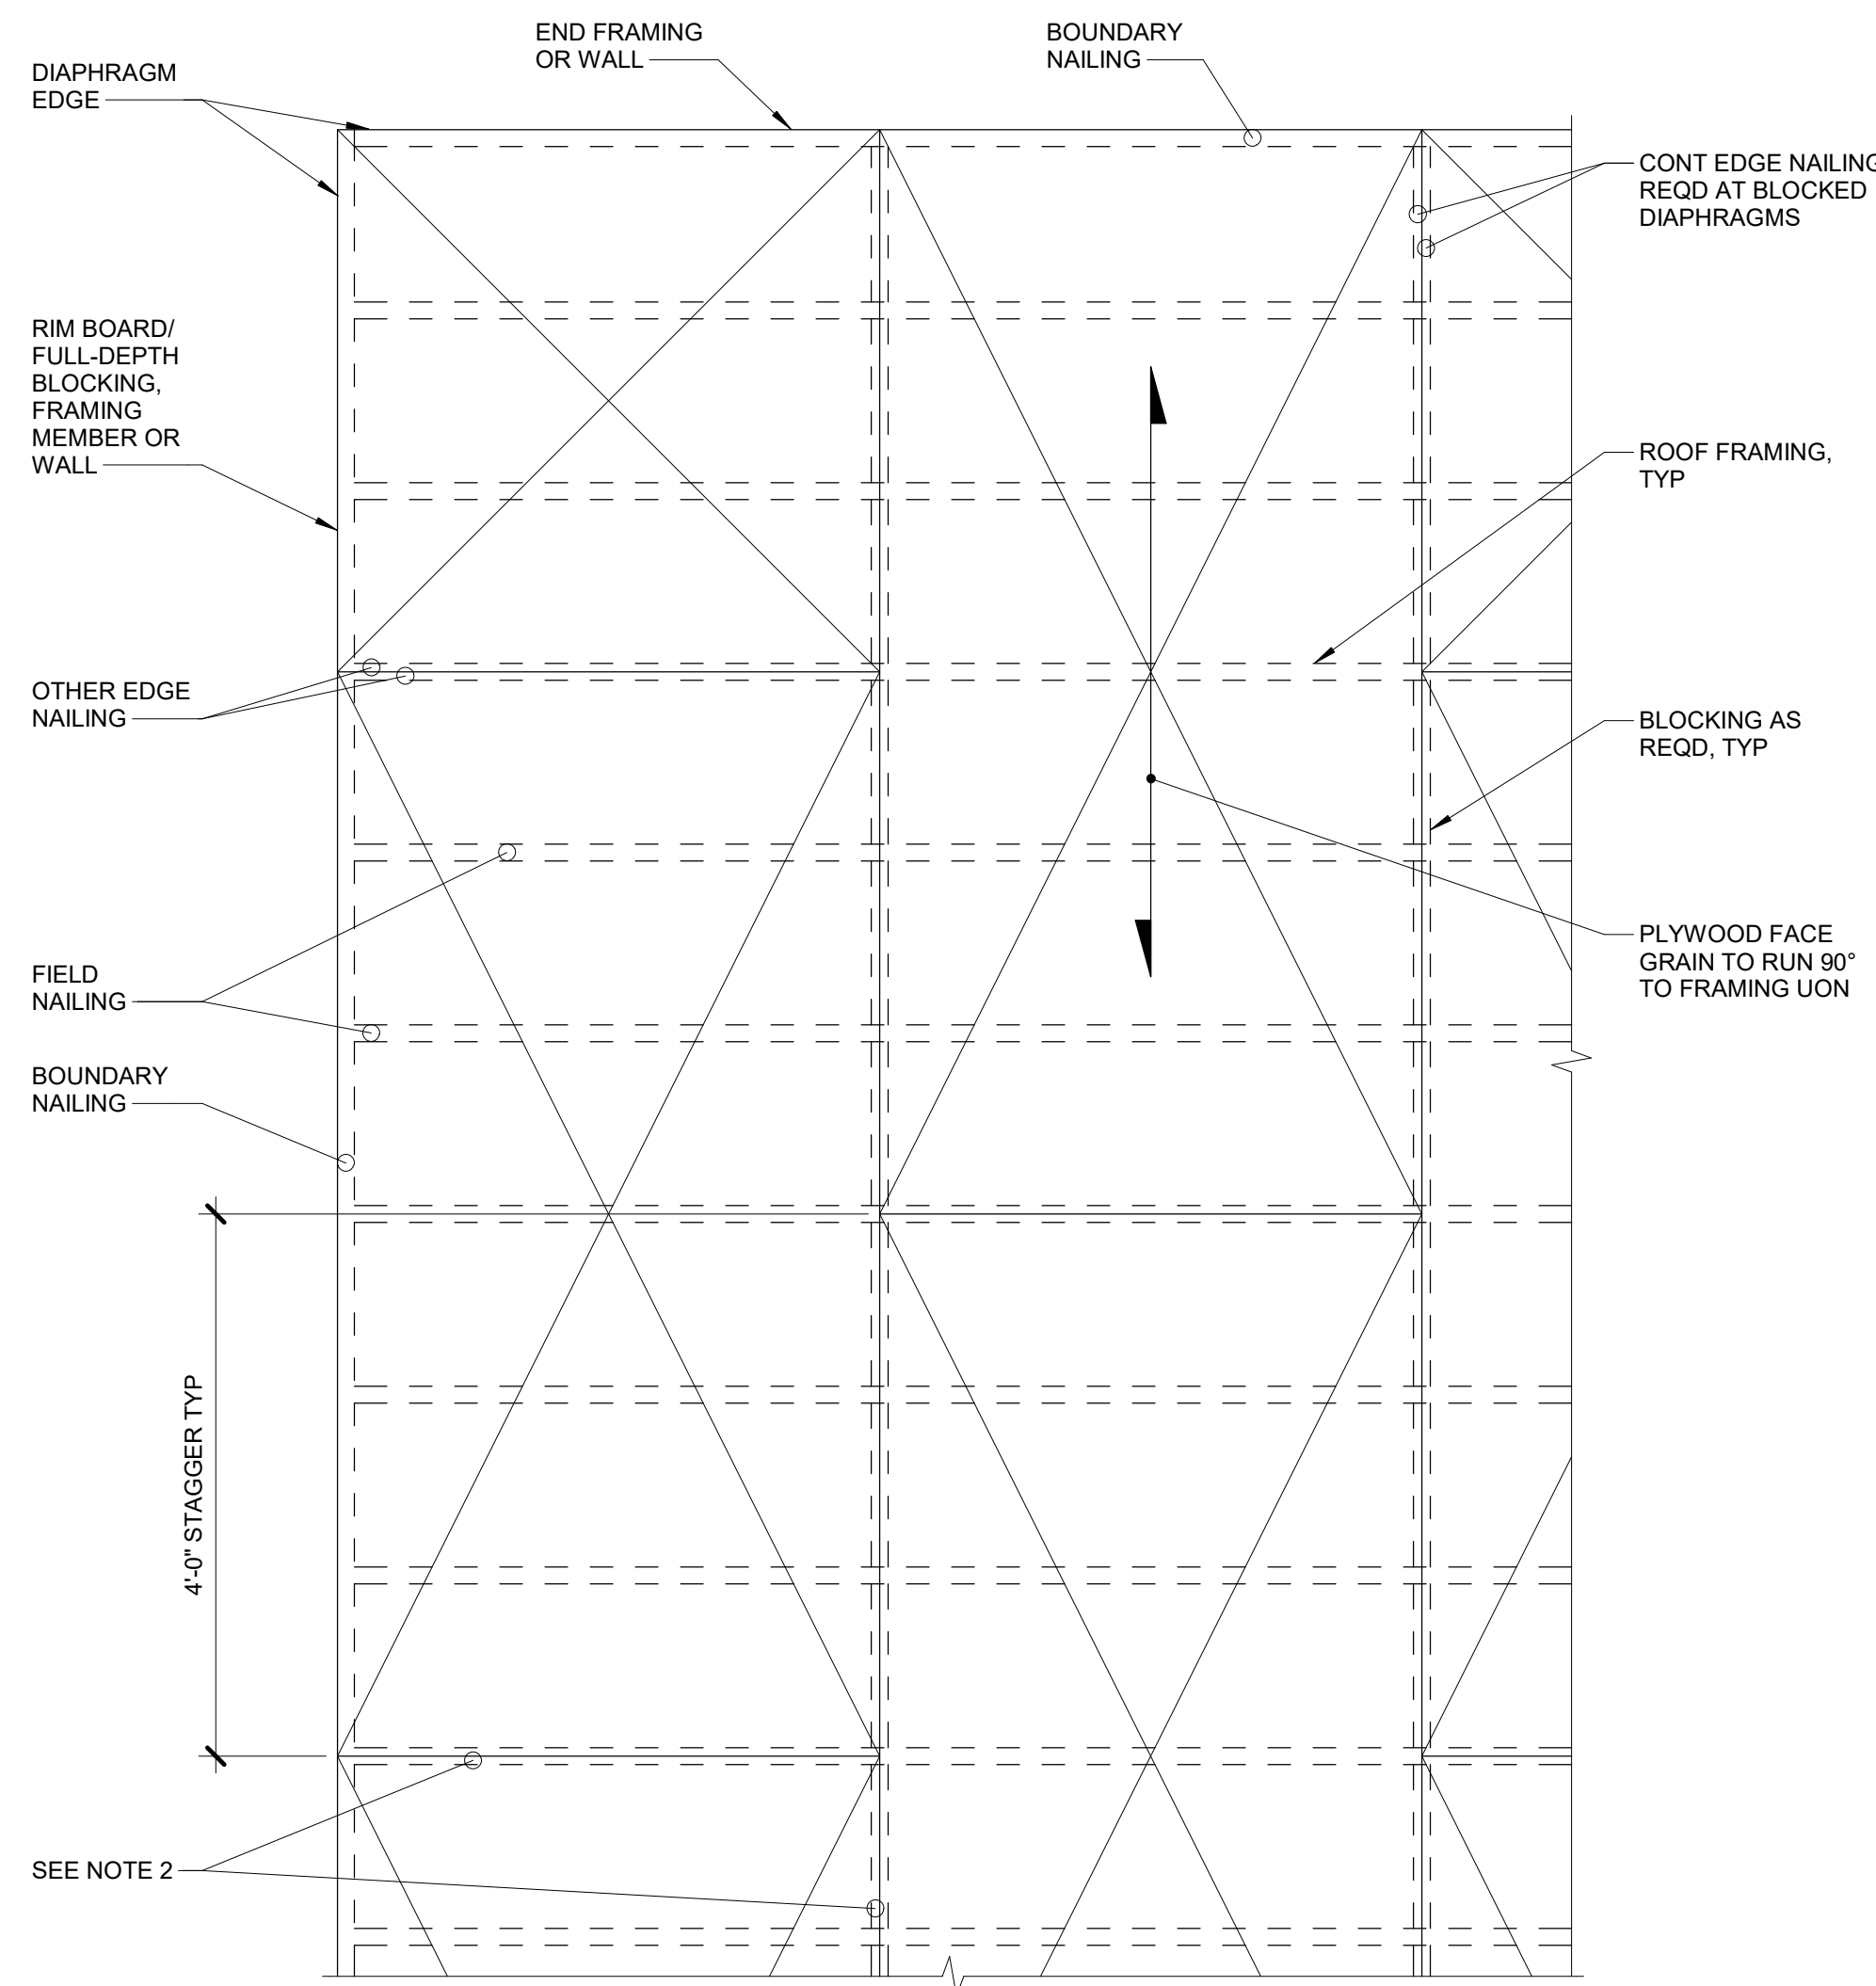 END FRAMING
OR WALL
BOUNDARY
NAILING
DIAPHRAGM
EDGE
CONT EDGE NAILING
REQD AT BLOCKED
DIAPHRAGMS
RIM BOARD/
FULL-DEPTH
BLOCKING,
FRAMING
MEMBER OR
WALL
ROOF FRAMING,
TYP
OTHER EDGE
NAILING
BLOCKING AS
REQD, TYP
PLYWOOD FACE
GRAIN TO RUN 90°
TO FRAMING UON
FIELD
NAILING
BOUNDARY
NAILING
4'-0" STAGGER TYP
SEE NOTE 2